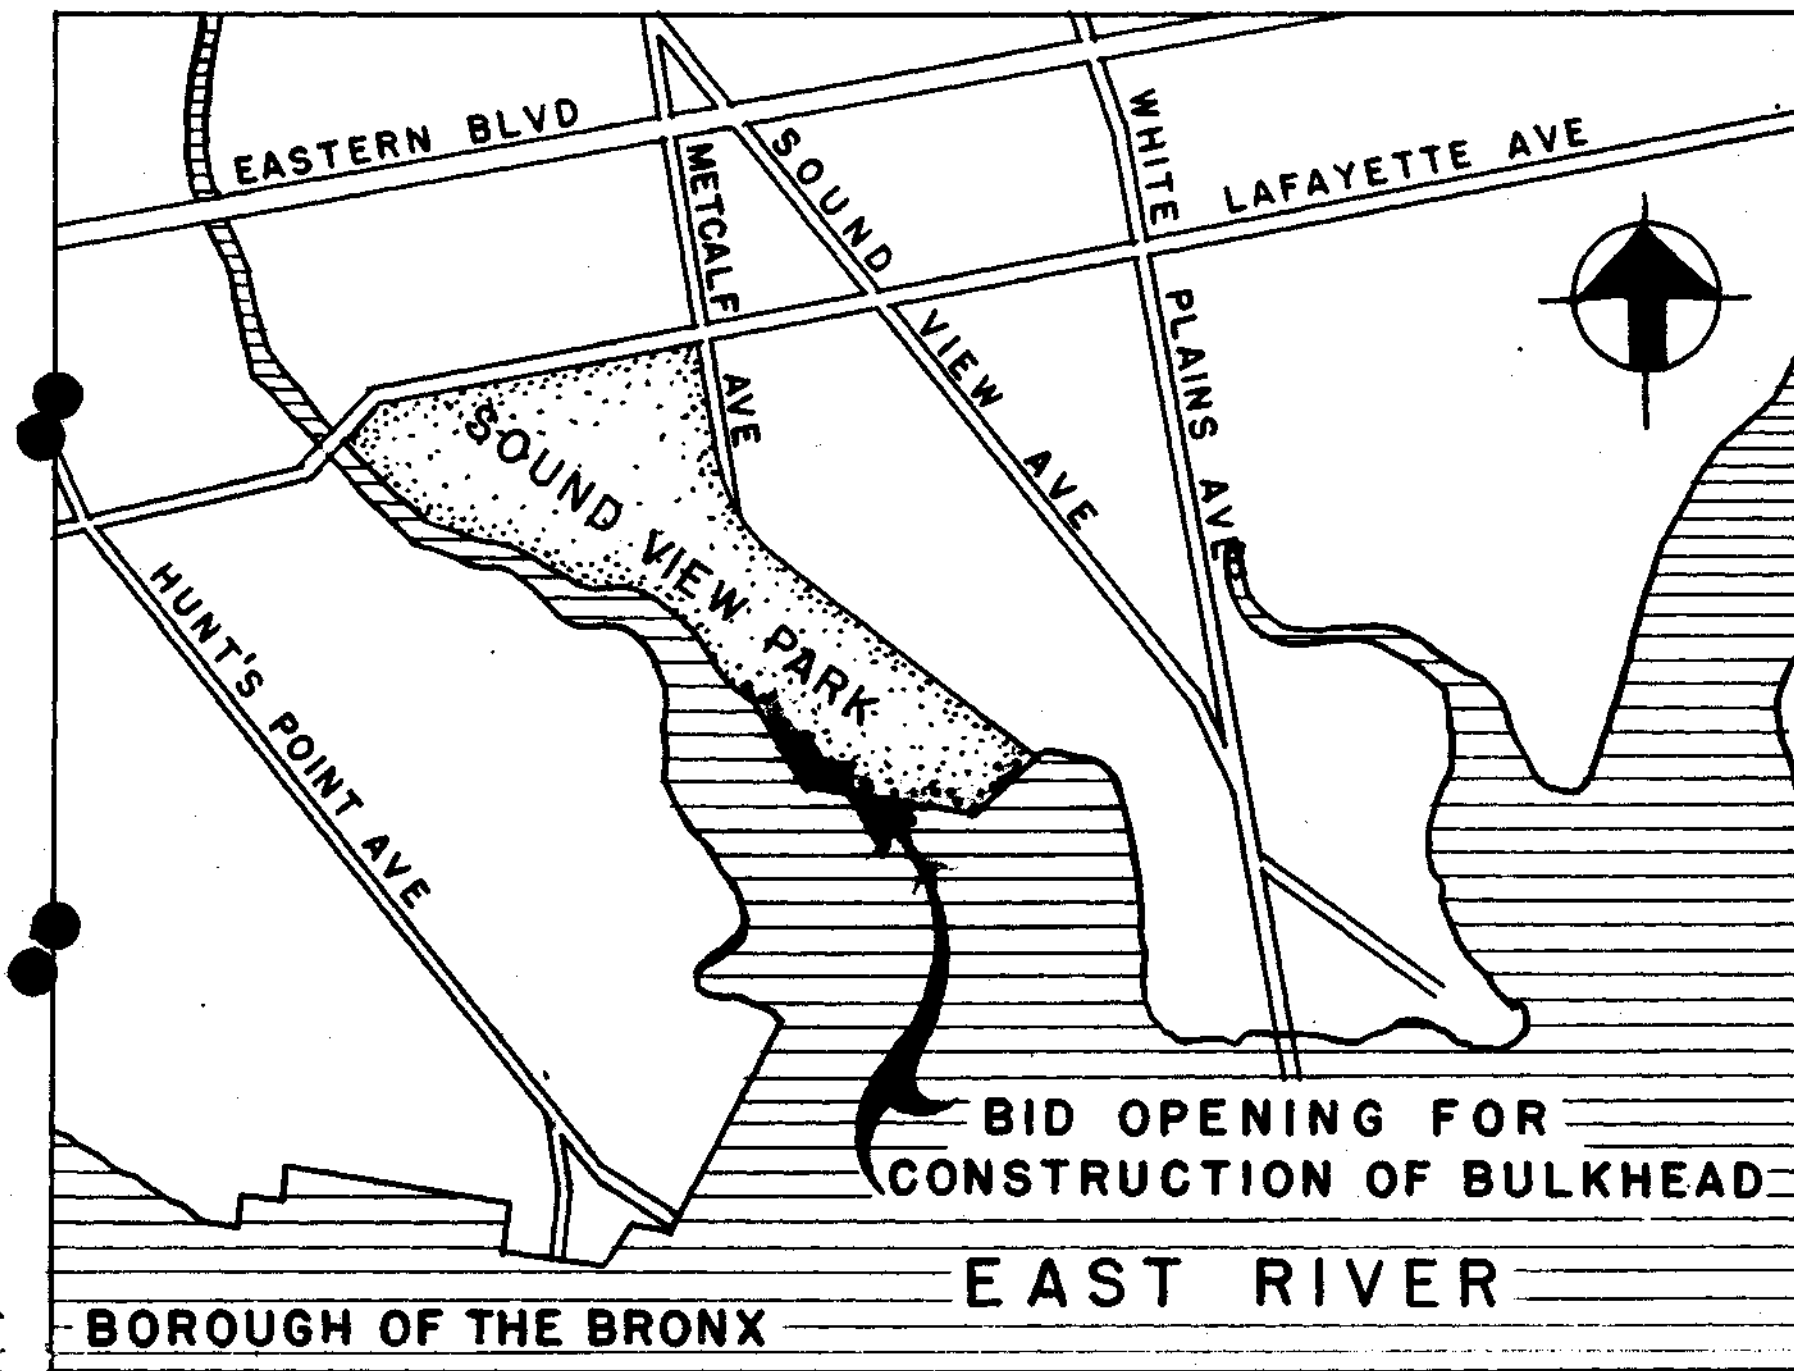 EASTERN BLVD
METCALF AVE
SOUND VIEW AVE
WHITE PLAINS AVE
LAFAYETTE AVE
SOUND VIEW PARK
HUNT'S POINT AVE
BID OPENING FOR
CONSTRUCTION OF BULKHEAD
EAST RIVER
BOROUGH OF THE BRONX